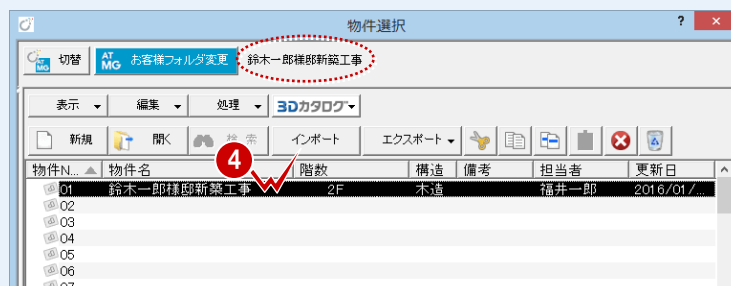 物件選択
? ×
切替 AT MG お客様フォルダ変更 鈴木一郎様邸新築工事
表示 編集 処理 3Dカタログ
新規 開く 検索 インポート エクスポート
4
物件N... 物件名 階数 構造 備考 担当者 更新日
01 鈴木一郎様邸新築工事 2F 木造 福井一郎 2016/01/...
02
03
04
05
06
07